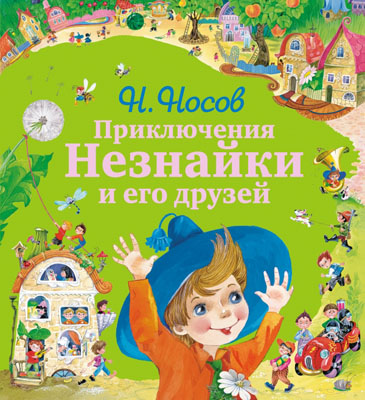 Н. Носов
Приключения
Незнайки
и его друзей